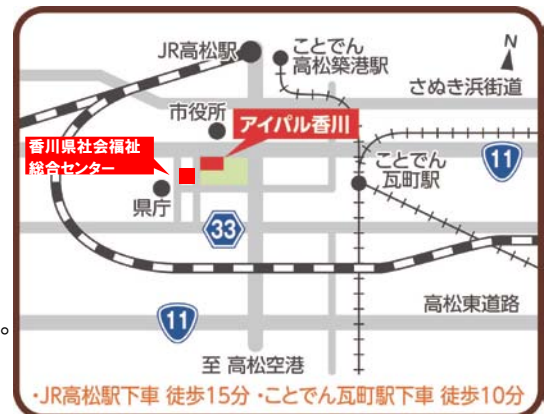 JR高松駅
ことでん
高松築港駅
N
さぬき浜街道
市役所
アイパル香川
香川県社会福祉
総合センター
11
ことでん
瓦町駅
県庁
33
高松東道路
11
。
至 高松空港
・JR高松駅下車 徒歩15分 ・ことでん瓦町駅下車 徒歩10分